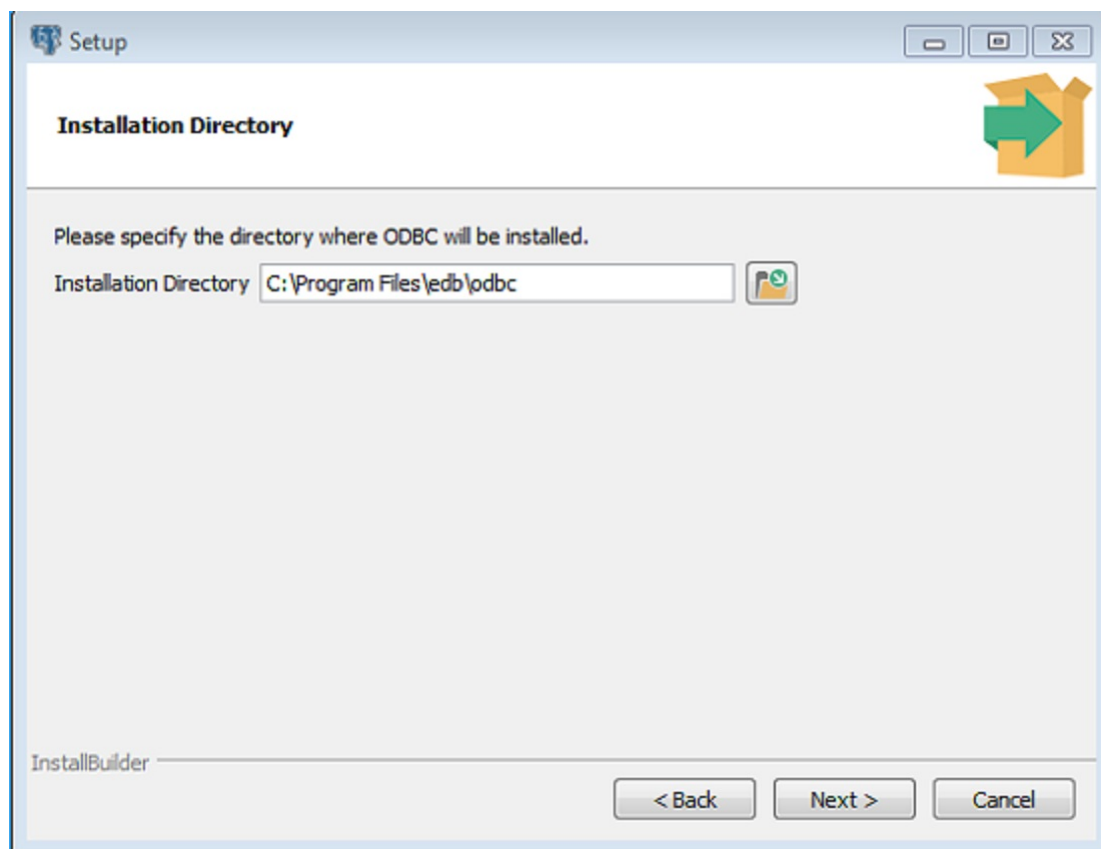 Setup
Installation Directory
Please specify the directory where ODBC will be installed.
Installation Directory C:\Program Files\edb\odbc
InstallBuilder
< Back Next > Cancel